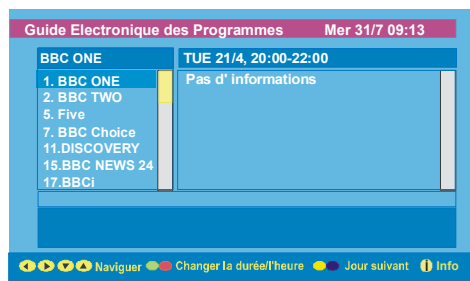 Guide Electronique des Programmes Mer 31/7 09:13
BBC ONE TUE 21/4, 20:00-22:00
1. BBC ONE
2. BBC TWO
5. Five
7. BBC Choice
11.DISCOVERY
15.BBC NEWS 24
17.BBCi
Pas d' informations
Naviguer Changer la durée/l'heure Jour suivant i Info